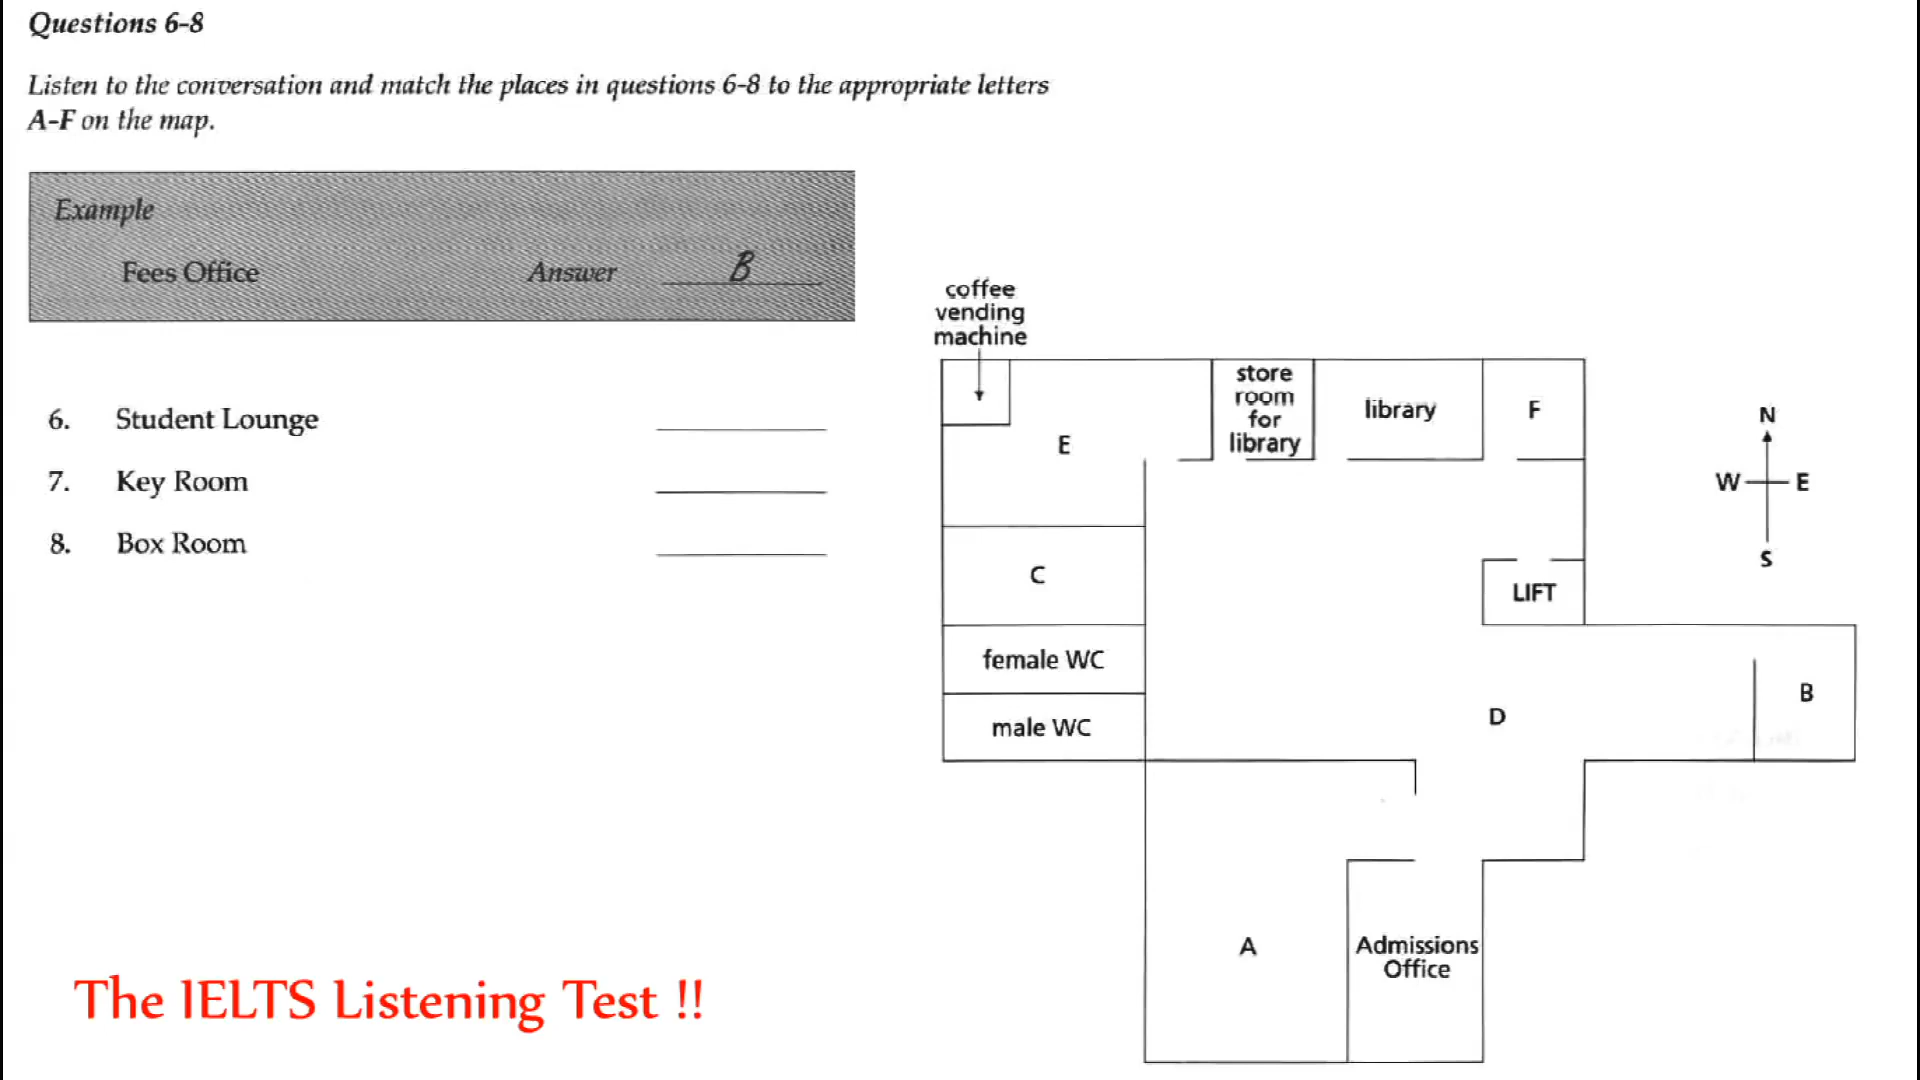 Questions 6-8
Listen to the conversation and match the places in questions 6-8 to the appropriate letters
A-F on the map.
Example
Fees Office Answer B
6. Student Lounge
7. Key Room
8. Box Room
coffee
vending
machine
store
room
for
library
library
F
E
C
female WC
male WC
LIFT
D
B
A
Admissions
Office
N
W E
S
The IELTS Listening Test !!